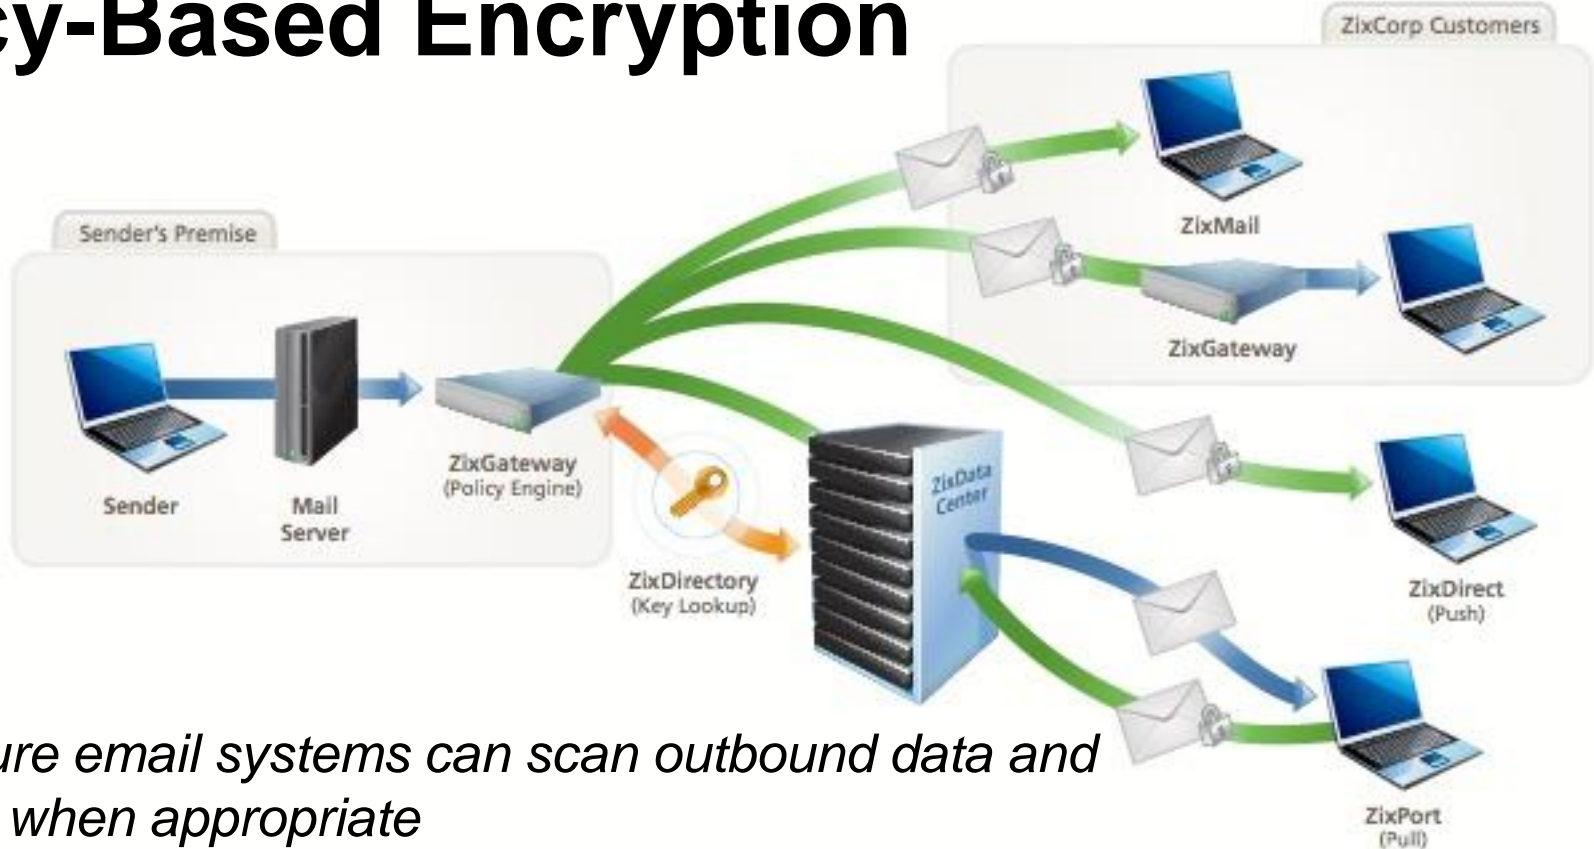 cy-Based Encryption
ZixCorp Customers
Sender's Premise
ZixMail
ZixGateway
Sender
Mail
Server
ZixGateway
(Policy Engine)
ZixDirectory
(Key Lookup)
ZixData
Center
ZixDirect
(Push)
ZixPort
(Pull)
ure email systems can scan outbound data and
when appropriate